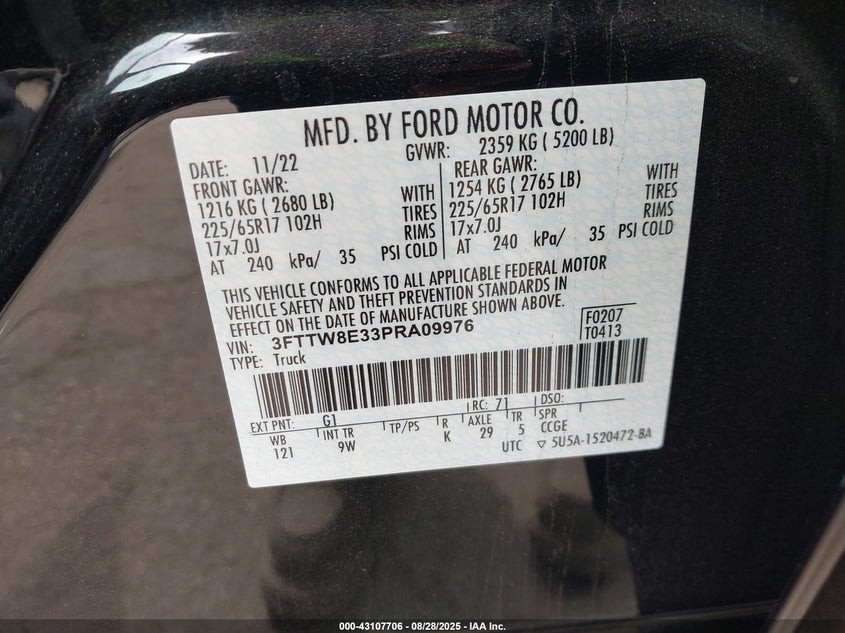 MFD. BY FORD MOTOR CO.
DATE: 11/22 GVWR: 2359 KG ( 5200 LB)
FRONT GAWR: REAR GAWR:
1216 KG ( 2680 LB) WITH 1254 KG ( 2765 LB) WITH
225/65R17 102H TIRES 225/65R17 102H TIRES
17x7.0J RIMS 17x7.0J RIMS
AT 240 kPa/ 35 PSI COLD AT 240 kPa/ 35 PSI COLD
THIS VEHICLE CONFORMS TO ALL APPLICABLE FEDERAL MOTOR
VEHICLE SAFETY AND THEFT PREVENTION STANDARDS IN
EFFECT ON THE DATE OF MANUFACTURE SHOWN ABOVE.
VIN: 3FTTW8E33PRA09976 F0207
TYPE: Truck T0413
EXT PNT: G1 RC: 71 DSO:
WB INT TR TP/PS R AXLE TR SPR
121 9W K 29 5 CCGE
UTC ▽ 5U5A-1520472-BA
000-43107706 - 08/28/2025 - IAA Inc.